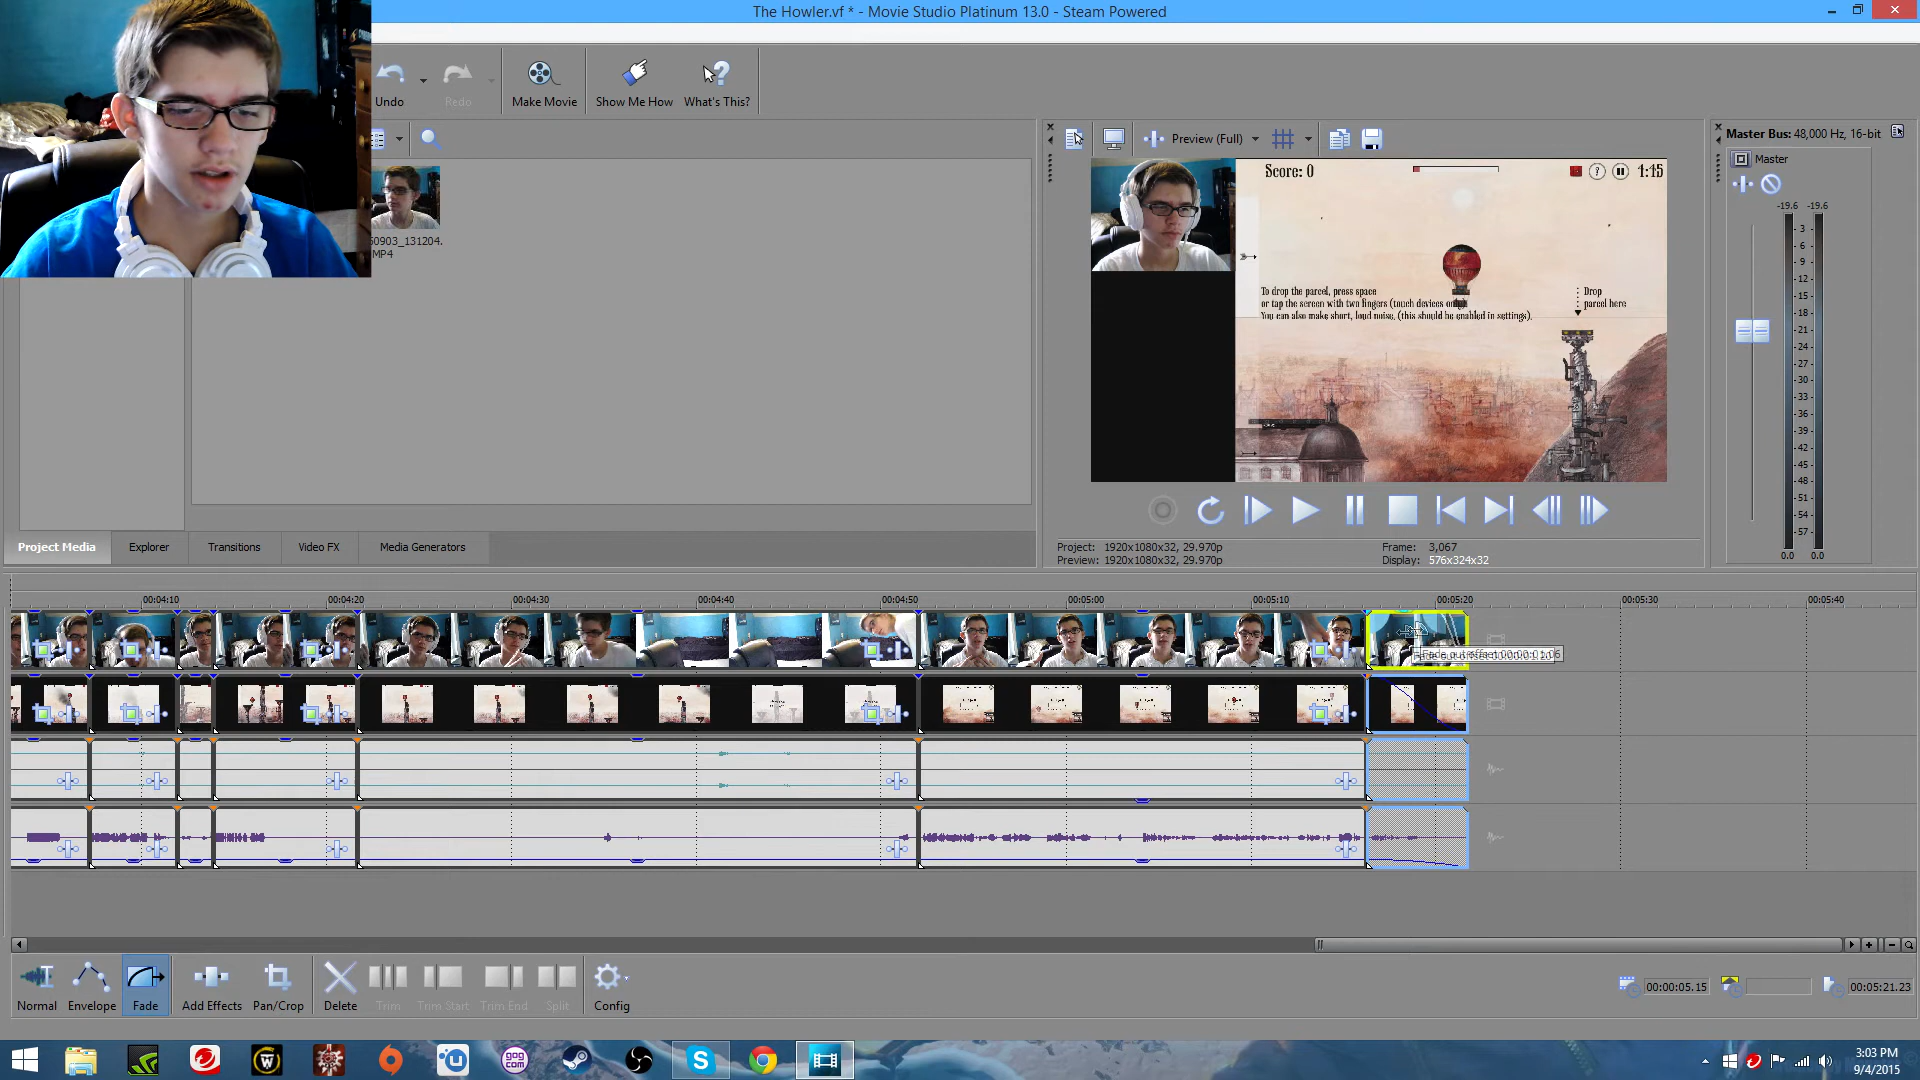 The Howler.vf * - Movie Studio Platinum 13.0 - Steam Powered
Undo
Redo
Make Movie
Show Me How
What's This?
Preview (Full)
Master Bus: 48,000 Hz, 16-bit
Master
-19.6 -19.6
3
6
9
12
15
18
21
24
27
30
33
36
39
42
45
48
51
54
57
0.0 0.0
0903_131204.
MP4
Score: 0
1:15
To drop the parcel, press space
or tap the screen with two fingers (touch devices only)
You can also make short, loud noise, (this should be enabled in settings).
Drop
parcel here
Project Media
Explorer
Transitions
Video FX
Media Generators
Project: 1920x1080x32, 29.970p
Preview: 1920x1080x32, 29.970p
Frame: 3,067
Display: 576x324x32
00:04:10
00:04:20
00:04:30
00:04:40
00:04:50
00:05:00
00:05:10
00:05:20
00:05:30
00:05:40
Normal
Envelope
Fade
Add Effects
Pan/Crop
Delete
Trim
Trim Start
Trim End
Split
Config
00:00:05.15
00:05:21.23
gog
com
3:03 PM
9/4/2015